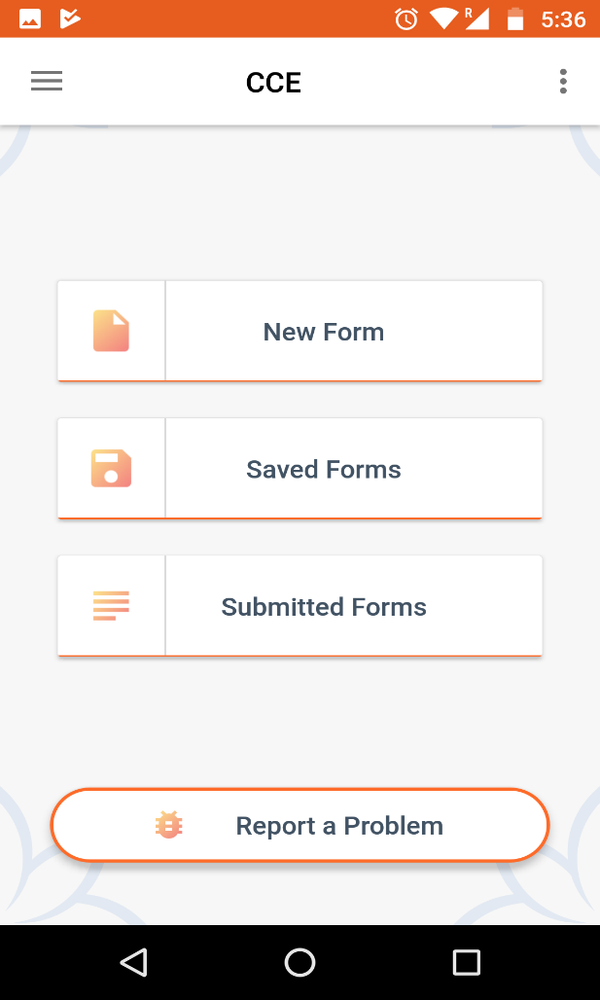 R
5:36
CCE
New Form
Saved Forms
Submitted Forms
Report a Problem